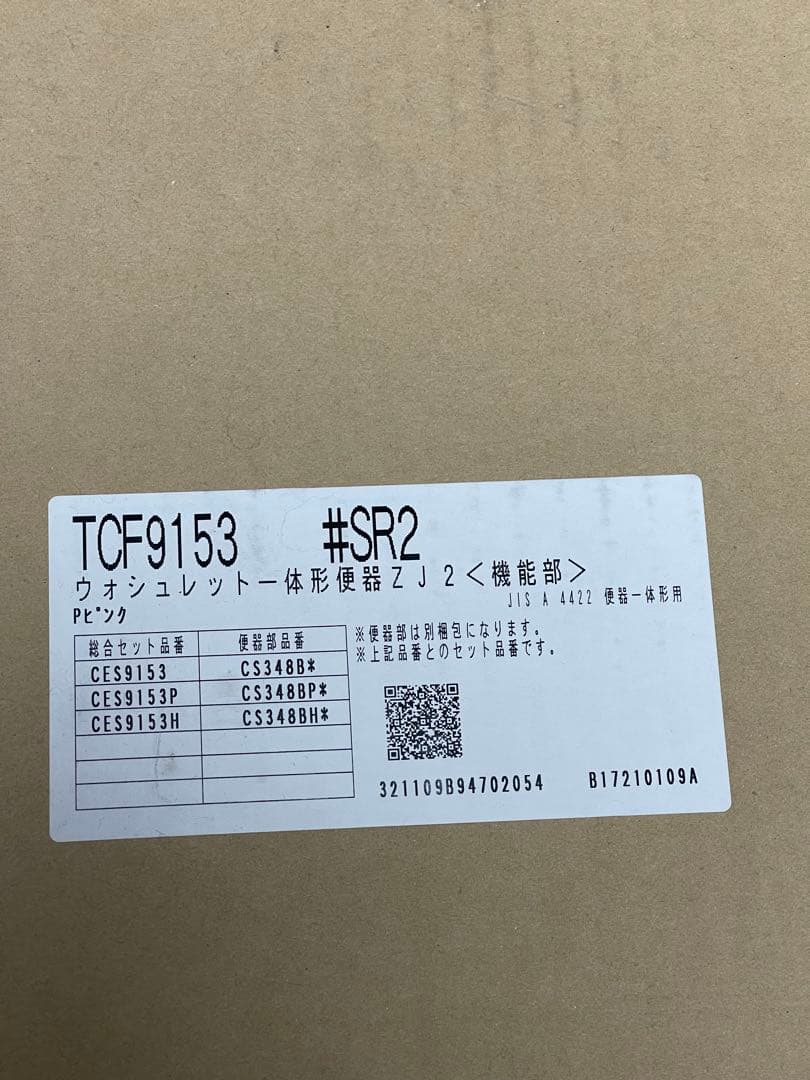 TCF9153 #SR2
ウォシュレット一体形便器ZJ2<機能部>
Pピンク JIS A 4422 便器一体形用
総合セット品番 便器部品番
CES9153 CS348B*
CES9153P CS348BP*
CES9153H CS348BH*
※便器部は別梱包になります。
※上記品番とのセット品番です。
321109B94702054 B17210109A